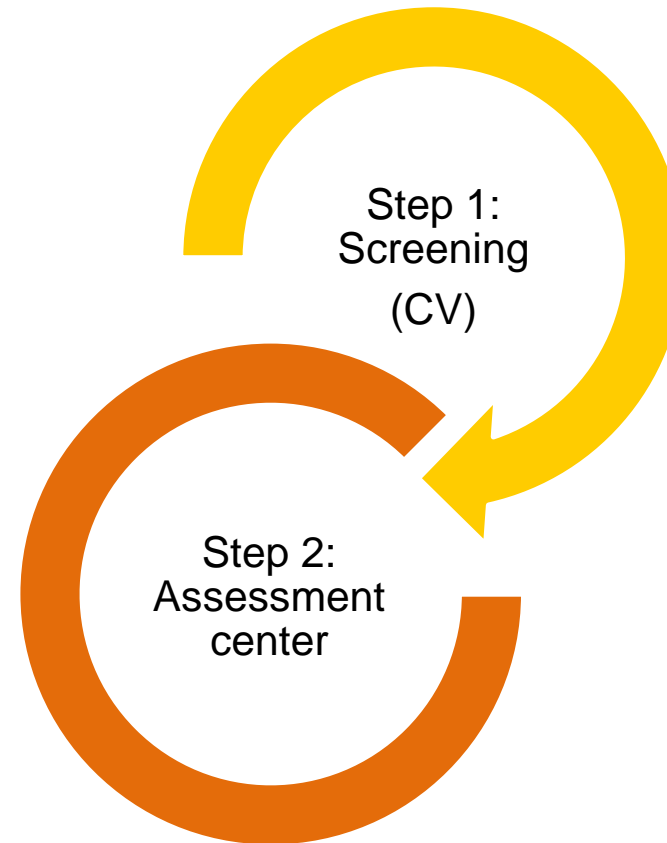 Step 1:
Screening
(CV)
Step 2:
Assessment
center